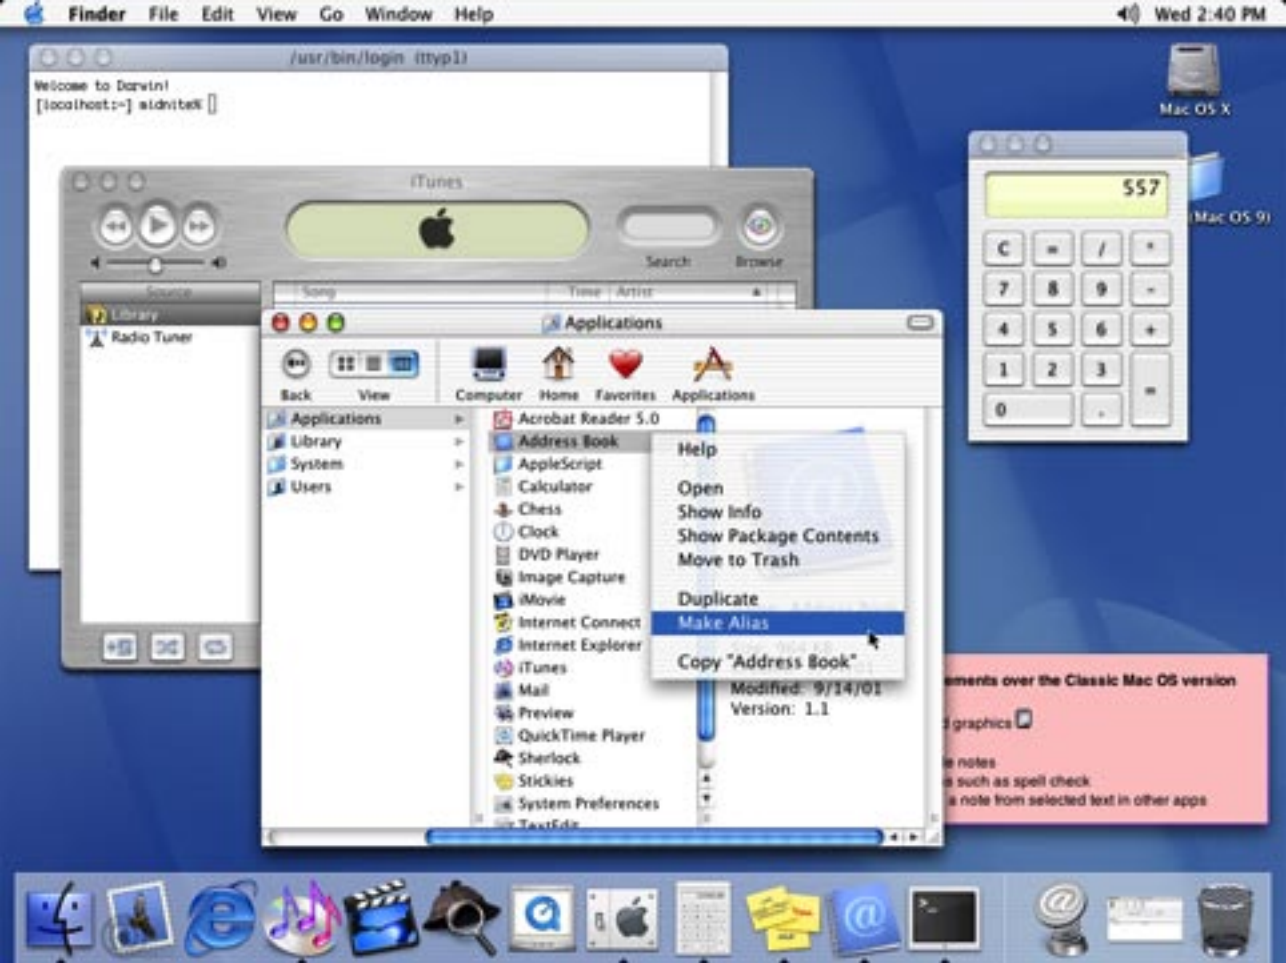 Finder File Edit View Go Window Help
Wed 2:40 PM
/usr/bin/login (ttyp1)
Welcome to Darwin!
[localhost:~] midnite%
Mac OS X
(Mac OS 9)
557
C = / *
7 8 9 -
4 5 6 +
1 2 3 =
0 .
iTunes
Search
Browse
Source
Song Time Artist
Library
Radio Tuner
Applications
Back View Computer Home Favorites Applications
Applications
Library
System
Users
Acrobat Reader 5.0
Address Book
AppleScript
Calculator
Chess
Clock
DVD Player
Image Capture
iMovie
Internet Connect
Internet Explorer
iTunes
Mail
Preview
QuickTime Player
Sherlock
Stickies
System Preferences
TextEdit
Help
Open
Show Info
Show Package Contents
Move to Trash
Duplicate
Make Alias
Copy "Address Book"
Modified: 9/14/01
Version: 1.1
ements over the Classic Mac OS version
d graphics
le notes
s such as spell check
a note from selected text in other apps